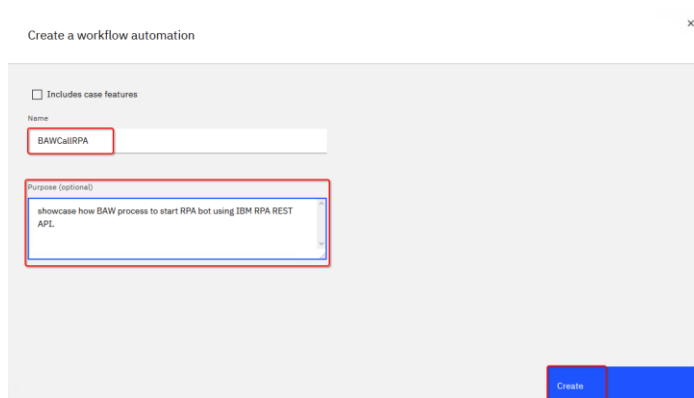 Create a workflow automation
Includes case features
Name
BAWCallRPA
Purpose (optional)
showcase how BAW process to start RPA bot using IBM RPA REST
API.
Create